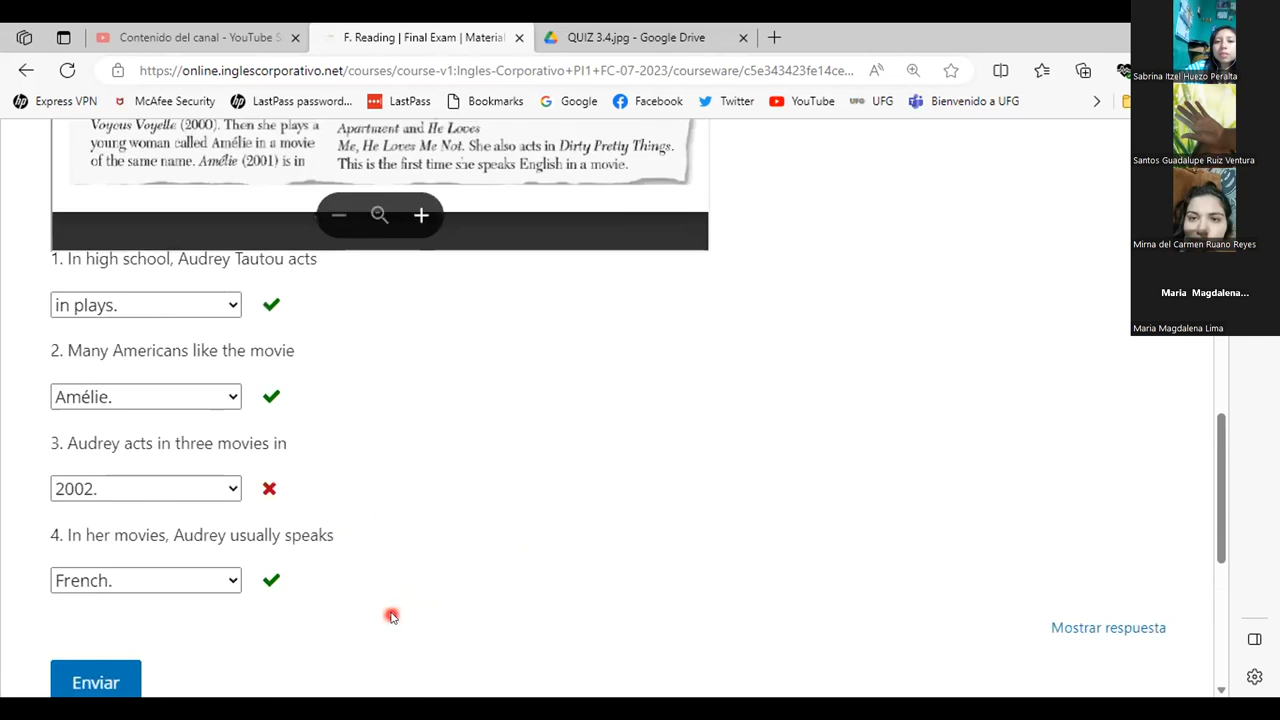 Contenido del canal - YouTube S
F. Reading | Final Exam | Material
QUIZ 3.4.jpg - Google Drive
https://online.inglescorporativo.net/courses/course-v1:Ingles-Corporativo+PI1+FC-07-2023/courseware/c5e343423fe14ce...
Express VPN
McAfee Security
LastPass password...
LastPass
Bookmarks
Google
Facebook
Twitter
YouTube
UFG
Bienvenido a UFG
Voyous Voyelle (2000). Then she plays a
young woman called Amélie in a movie
of the same name. Amélie (2001) is in
Apartment and He Loves
Me, He Loves Me Not. She also acts in Dirty Pretty Things.
This is the first time she speaks English in a movie.
1. In high school, Audrey Tautou acts
in plays.
2. Many Americans like the movie
Amélie.
3. Audrey acts in three movies in
2002.
4. In her movies, Audrey usually speaks
French.
Mostrar respuesta
Enviar
Sabrina Itzel Huezo Peralta
Santos Guadalupe Ruiz Ventura
Mirna del Carmen Ruano Reyes
Maria Magdalena...
Maria Magdalena Lima